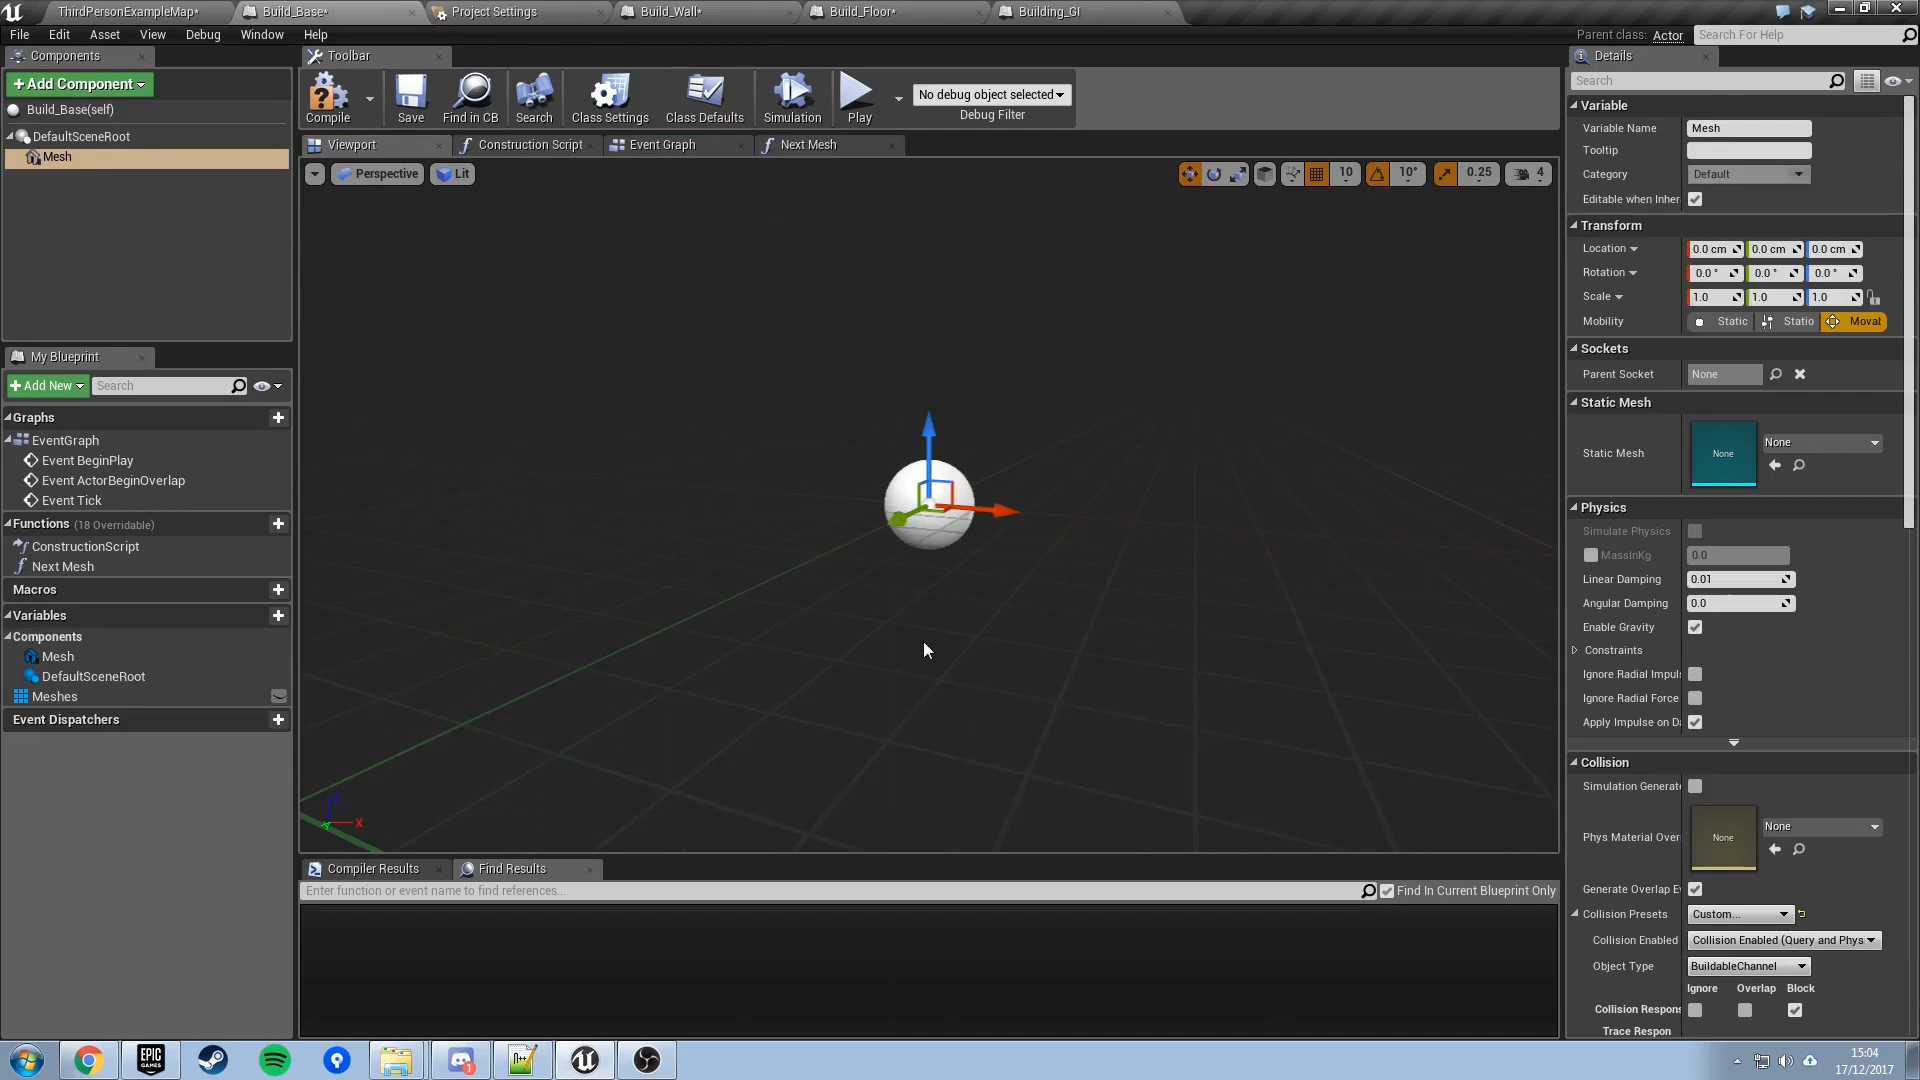 ThirdPersonExampleMap*
Build_Base*
Project Settings
Build_Wall*
Build_Floor*
Building_GI
File Edit Asset View Debug Window Help
Parent class: Actor
Search For Help
Components
Toolbar
Details
+Add Component
Build_Base(self)
DefaultSceneRoot
Mesh
Compile
Save
Find in CB
Search
Class Settings
Class Defaults
Simulation
Play
No debug object selected
Debug Filter
Viewport
Construction Script
Event Graph
Next Mesh
Perspective
Lit
10
10°
0.25
4
My Blueprint
+Add New
Search
Graphs
EventGraph
Event BeginPlay
Event ActorBeginOverlap
Event Tick
Functions (18 Overridable)
ConstructionScript
Next Mesh
Macros
Variables
Components
Mesh
DefaultSceneRoot
Meshes
Event Dispatchers
X
Compiler Results
Find Results
Enter function or event name to find references...
Find In Current Blueprint Only
Search
Variable
Variable Name Mesh
Tooltip
Category Default
Editable when Inher
Transform
Location 0.0 cm 0.0 cm 0.0 cm
Rotation 0.0 ° 0.0 ° 0.0 °
Scale 1.0 1.0 1.0
Mobility Static Statio Movat
Sockets
Parent Socket None
Static Mesh
Static Mesh None None
Physics
Simulate Physics
MassInKg 0.0
Linear Damping 0.01
Angular Damping 0.0
Enable Gravity
Constraints
Ignore Radial Impuls
Ignore Radial Force
Apply Impulse on Da
Collision
Simulation Generate
Phys Material Over None None
Generate Overlap Ev
Collision Presets Custom...
Collision Enabled Collision Enabled (Query and Phys
Object Type BuildableChannel
Ignore Overlap Block
Collision Respons
Trace Respon
EPIC GAMES
1
15:04
17/12/2017